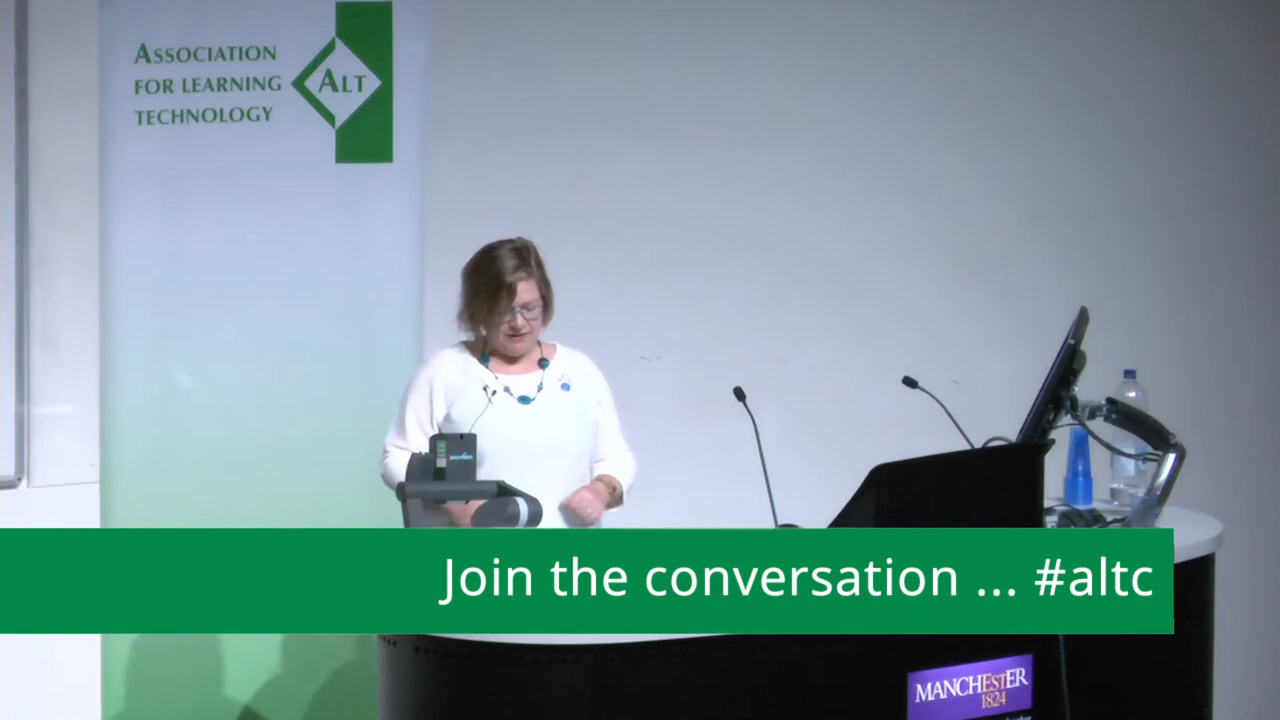 ASSOCIATION
FOR LEARNING
TECHNOLOGY
ALT
Join the conversation ... #altc
MANCHESTER
1824